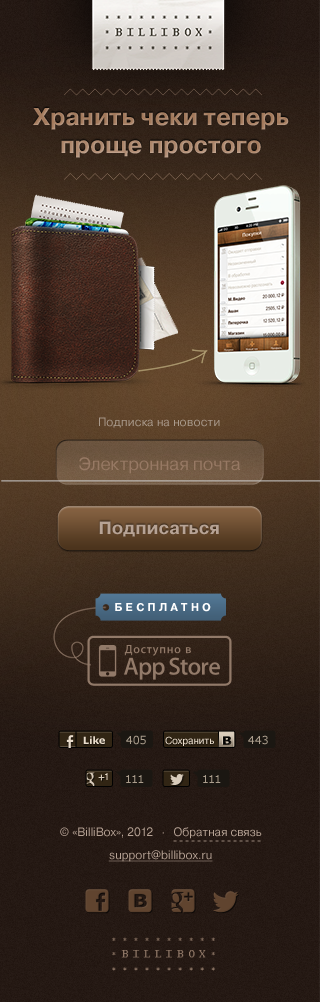 BILLIBOX
Хранить чеки теперь
проще простого
Покупки
М.Видео 20 000,12 ₽
Ашан 2505,12 ₽
Пятерочка 12 520,12 ₽
Магазин
Подписка на новости
Электронная почта
Подписаться
БЕСПЛАТНО
Доступно в
App Store
Like 405 Сохранить B 443
g+1 111 111
© «BilliBox», 2012 · Обратная связь
support@billibox.ru
BILLIBOX